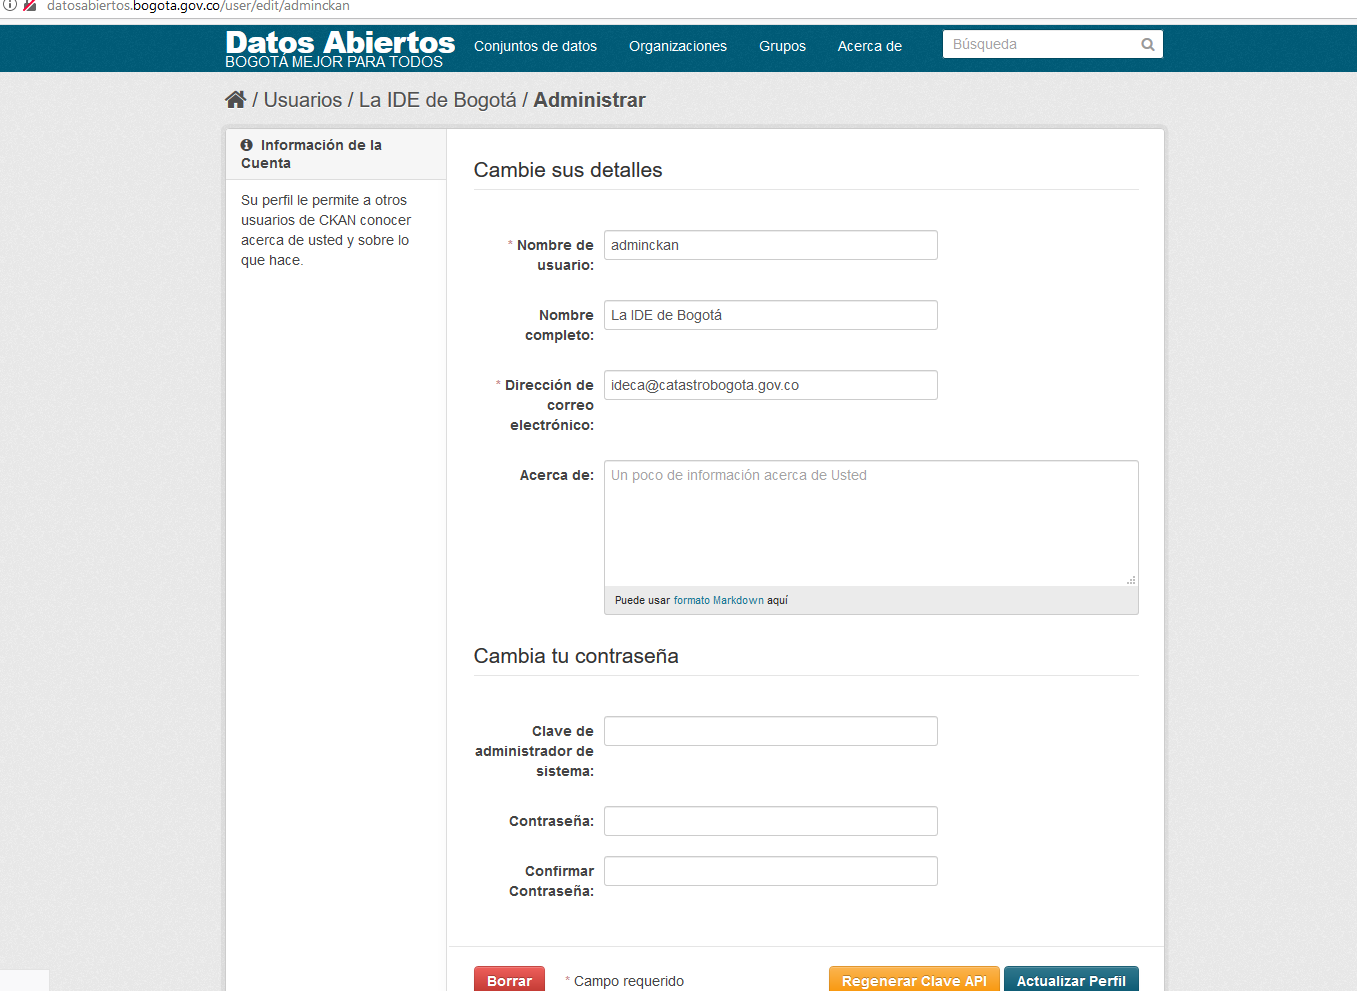 datosabiertos.bogota.gov.co/user/edit/adminckan
Datos Abiertos
BOGOTÁ MEJOR PARA TODOS
Conjuntos de datos
Organizaciones
Grupos
Acerca de
Búsqueda
/ Usuarios / La IDE de Bogotá / Administrar
Información de la
Cuenta
Su perfil le permite a otros
usuarios de CKAN conocer
acerca de usted y sobre lo
que hace.
Cambie sus detalles
* Nombre de
usuario:
adminckan
Nombre
completo:
La IDE de Bogotá
* Dirección de
correo
electrónico:
ideca@catastrobogota.gov.co
Acerca de:
Un poco de información acerca de Usted
Puede usar formato Markdown aquí
Cambia tu contraseña
Clave de
administrador de
sistema:
Contraseña:
Confirmar
Contraseña:
Borrar
* Campo requerido
Regenerar Clave API
Actualizar Perfil